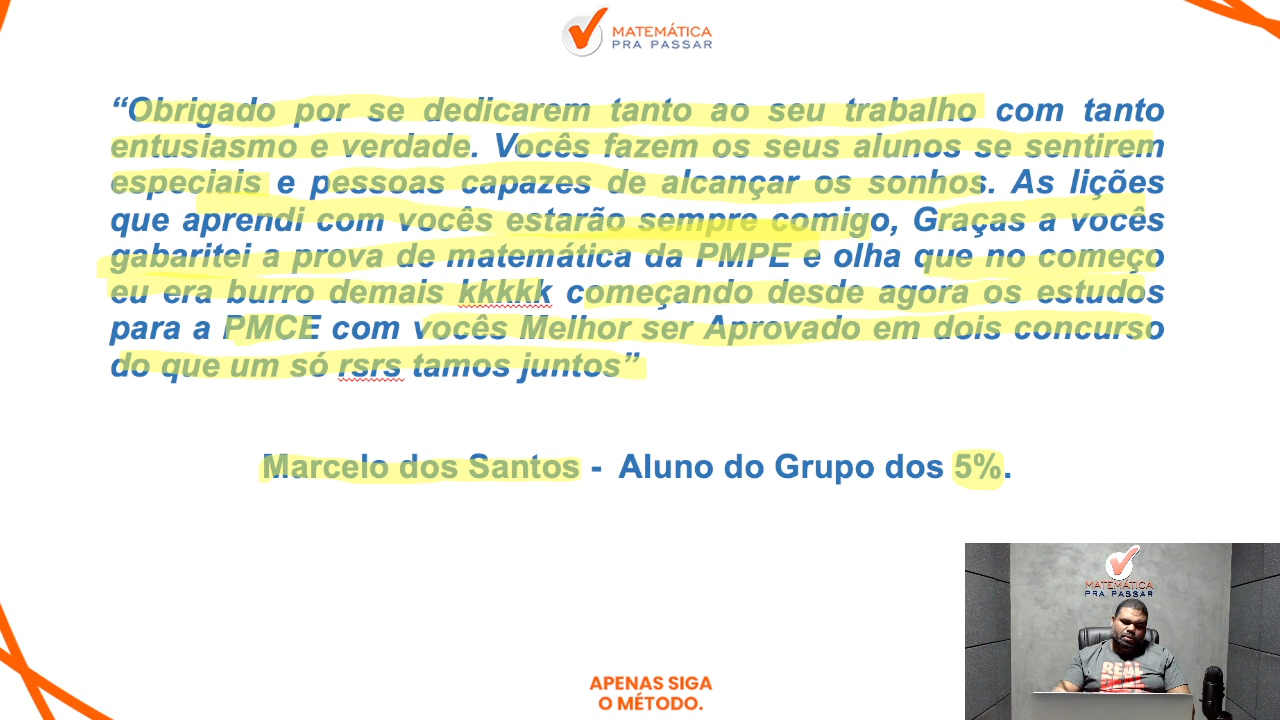 MATEMÁTICA
PRA PASSAR
“Obrigado por se dedicarem tanto ao seu trabalho com tanto
entusiasmo e verdade. Vocês fazem os seus alunos se sentirem
especiais e pessoas capazes de alcançar os sonhos. As lições
que aprendi com vocês estarão sempre comigo, Graças a vocês
gabaritei a prova de matemática da PMPE e olha que no começo
eu era burro demais kkkkk começando desde agora os estudos
para a PMCE com vocês Melhor ser Aprovado em dois concurso
do que um só rsrs tamos juntos”
Marcelo dos Santos - Aluno do Grupo dos 5%.
MATEMÁTICA
PRA PASSAR
REAL
APENAS SIGA
O MÉTODO.